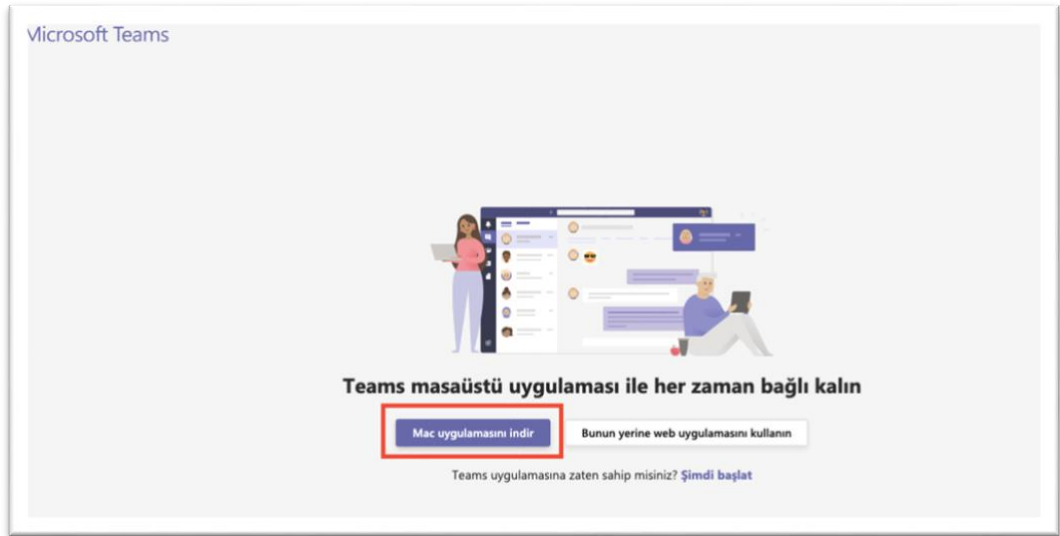 Microsoft Teams
Teams masaüstü uygulaması ile her zaman bağlı kalın
Mac uygulamasını indir
Bunun yerine web uygulamasını kullanın
Teams uygulamasına zaten sahip misiniz? Şimdi başlat